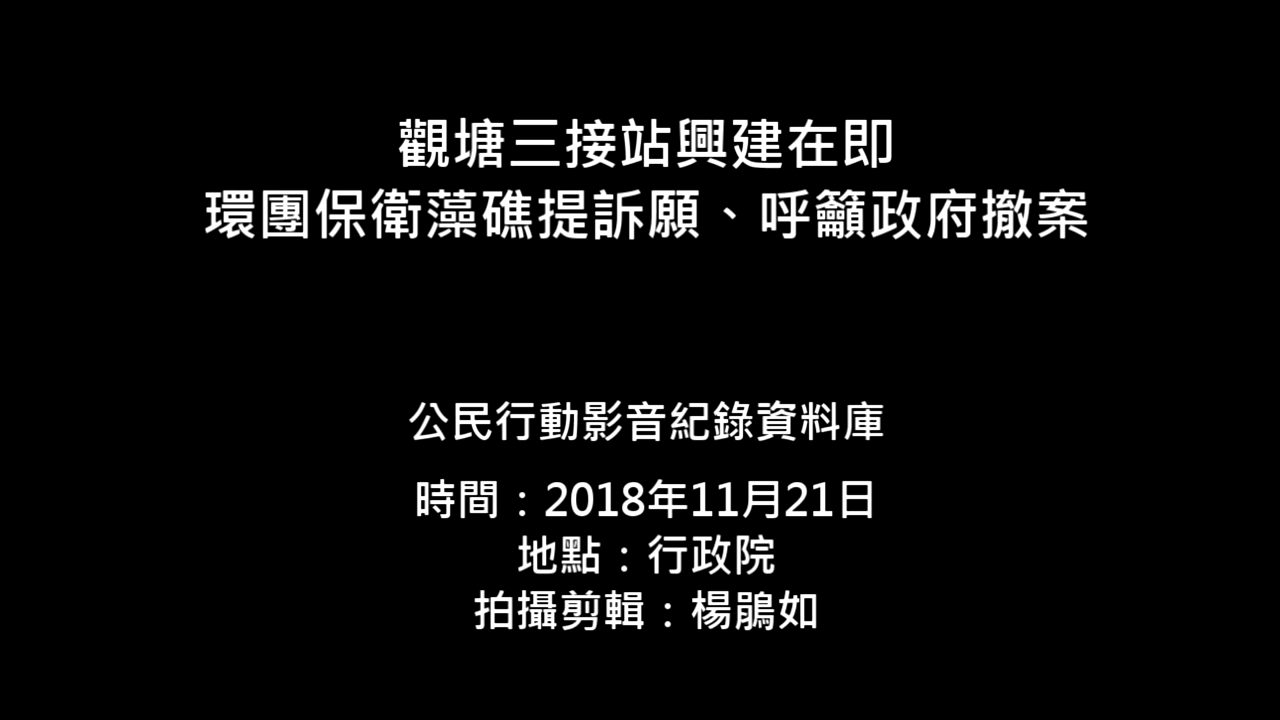 觀塘三接站興建在即
環團保衛藻礁提訴願、呼籲政府撤案
公民行動影音紀錄資料庫
時間：2018年11月21日
地點：行政院
拍攝剪輯：楊鵑如